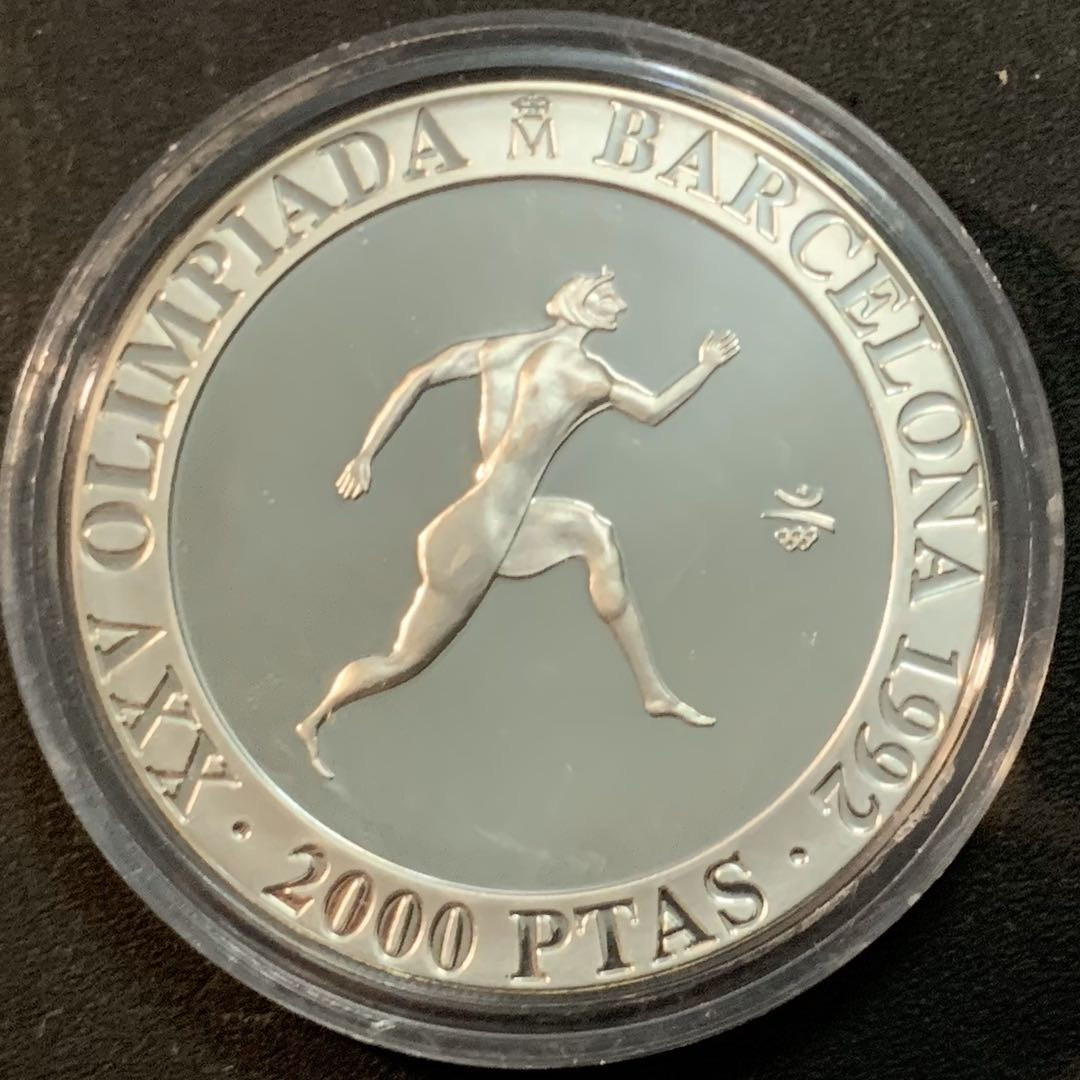 XXV OLIMPIADA M BARCELONA 1992
· 2000 PTAS ·